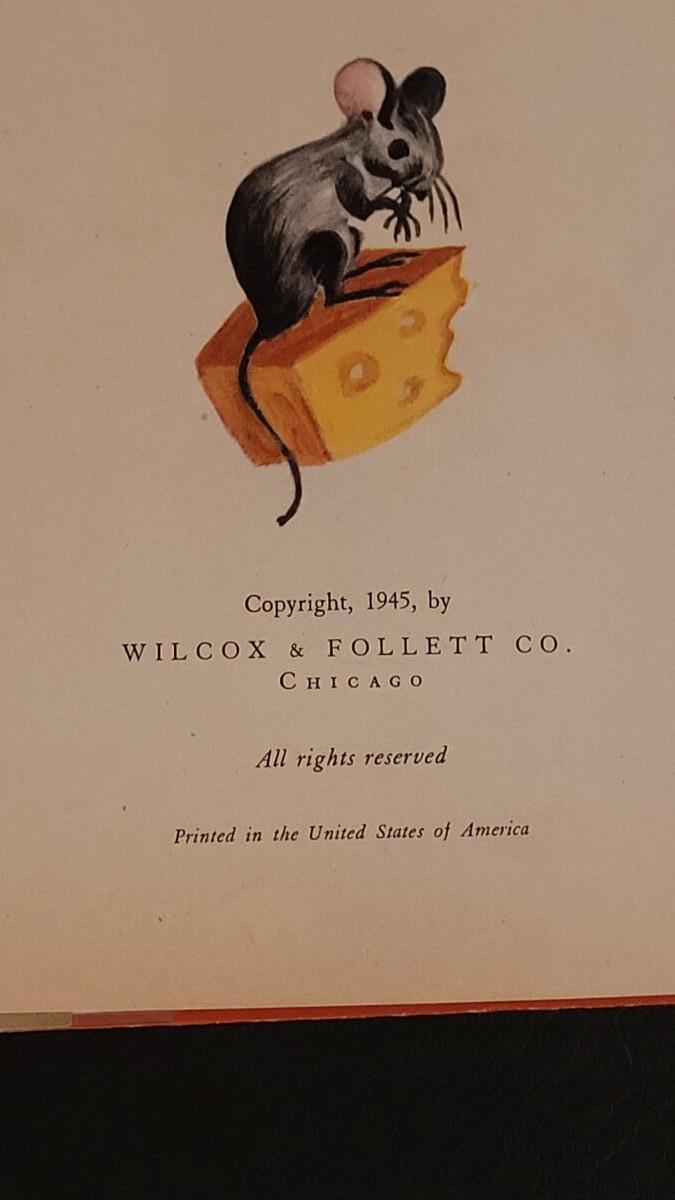 Copyright, 1945, by
WILCOX & FOLLETT CO.
CHICAGO
All rights reserved
Printed in the United States of America